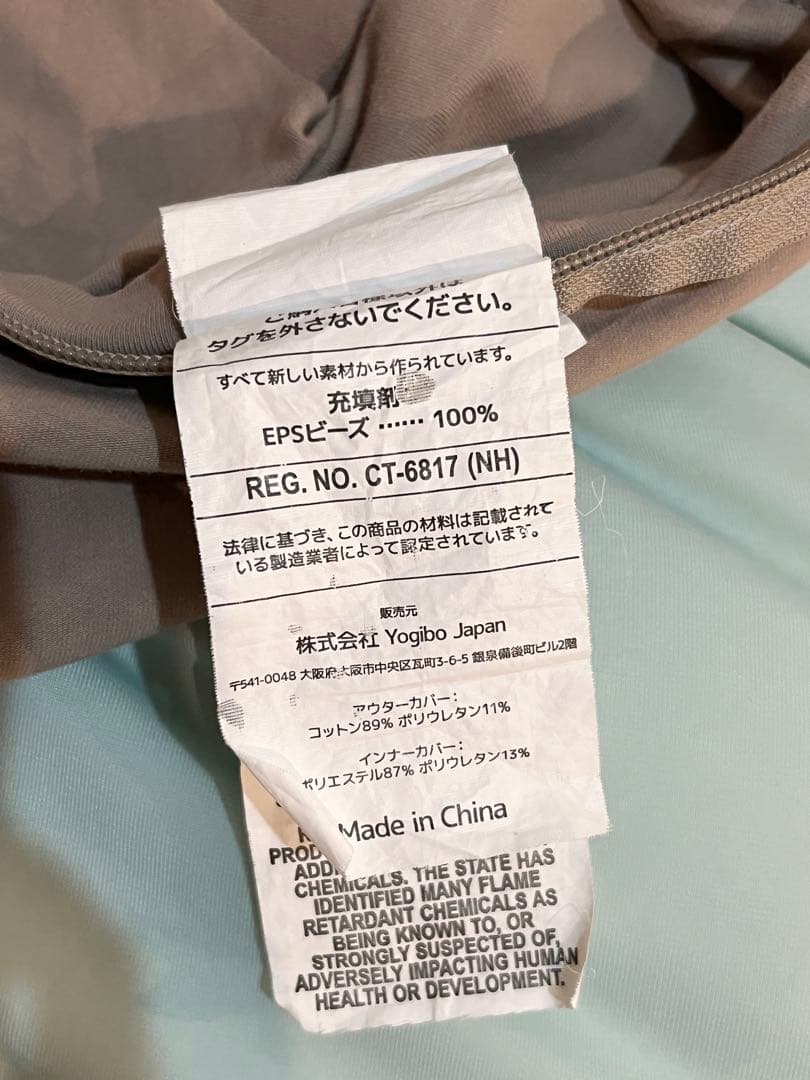 タグを外さないでください。
すべて新しい素材から作られています。
充填剤
EPSビーズ …… 100%
REG. NO. CT-6817 (NH)
法律に基づき、この商品の材料は記載されて
いる製造業者によって認定されています。
販売元
株式会社 Yogibo Japan
〒541-0048 大阪府大阪市中央区瓦町3-6-5 銀泉備後町ビル2階
アウターカバー：
コットン89% ポリウレタン11%
インナーカバー：
ポリエステル87% ポリウレタン13%
Made in China
CHEMICALS. THE STATE HAS
IDENTIFIED MANY FLAME
RETARDANT CHEMICALS AS
BEING KNOWN TO, OR
STRONGLY SUSPECTED OF,
ADVERSELY IMPACTING HUMAN
HEALTH OR DEVELOPMENT.